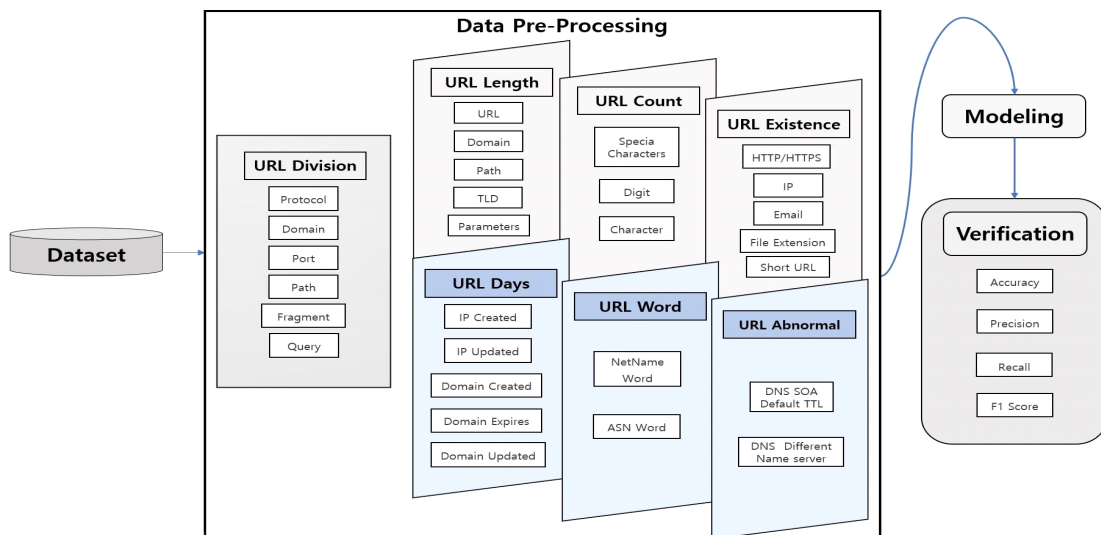 Data Pre-Processing
Dataset
URL Division
Protocol
Domain
Port
Path
Fragment
Query
URL Length
URL
Domain
Path
TLD
Parameters
URL Count
Specia
Characters
Digit
Character
URL Existence
HTTP/HTTPS
IP
Email
File Extension
Short URL
URL Days
IP Created
IP Updated
Domain Created
Domain Expires
Domain Updated
URL Word
NetName
Word
ASN Word
URL Abnormal
DNS SOA
Default TTL
DNS Different
Name server
Modeling
Verification
Accuracy
Precision
Recall
F1 Score